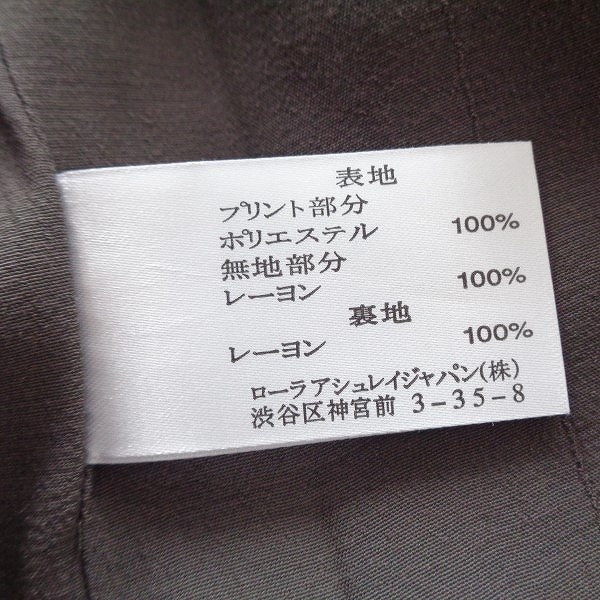 表地
プリント部分
ポリエステル 100%
無地部分
レーヨン 100%
裏地
レーヨン 100%
ローラアシュレイジャパン(株)
渋谷区神宮前 3-35-8